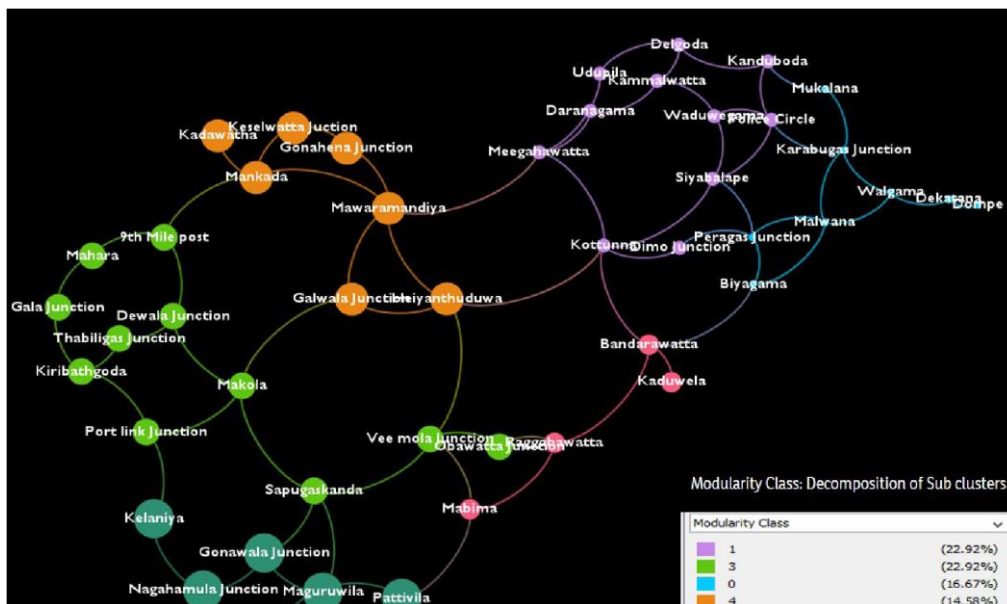 Delgoda
Kanduboda
Udupila
Kammalwatta
Mukalana
Daranagama
Waduwegama
Police Circle
Keselwatta Juction
Kadawatha
Gonahena Junction
Meegahawatta
Karabugas Junction
Mankada
Siyabalape
Walgama
Dekatana
Dompe
Mawaramandiya
Malwana
9th Mile post
Peragas Junction
Kottunna
Dimo Junction
Mahara
Biyagama
Gala Junction
Galwala Junction
Dewala Junction
Thabiligas Junction
Bandarawatta
Kiribathgoda
Kaduwela
Makola
Port link Junction
Vee mola Junction
Obawatta Junction
Sapugaskanda
Modularity Class: Decomposition of Sub clusters
Mabima
Kelaniya
Modularity Class
Gonawala Junction
1 (22.92%)
3 (22.92%)
Nagahamula Junction
Maguruwila
Pattivila
0 (16.67%)
4 (14.58%)